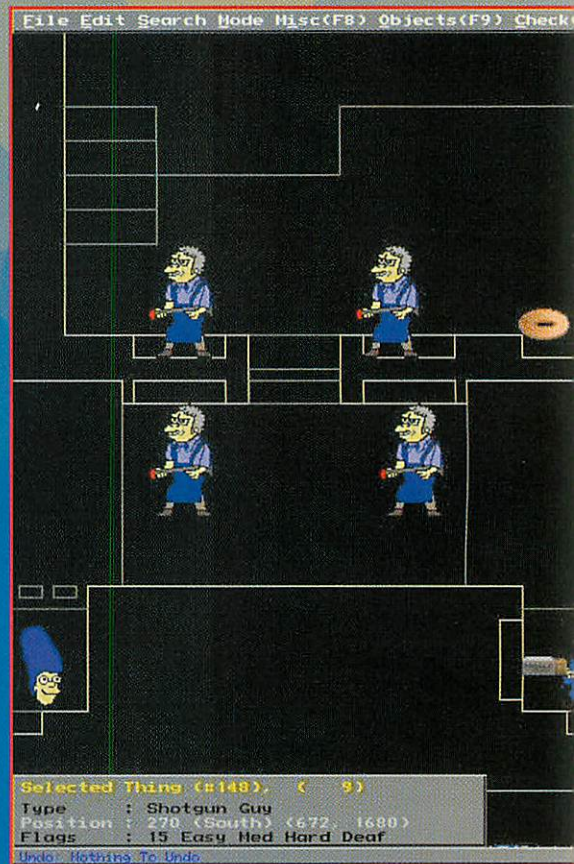 File Edit Search Mode Misc(F8) Objects(F9) Check(
Selected Thing (#148), ( 9)
Type : Shotgun Guy
Position : 270 (South) (672, 1680)
Flags : 15 Easy Med Hard Deaf
Undo: Nothing To Undo